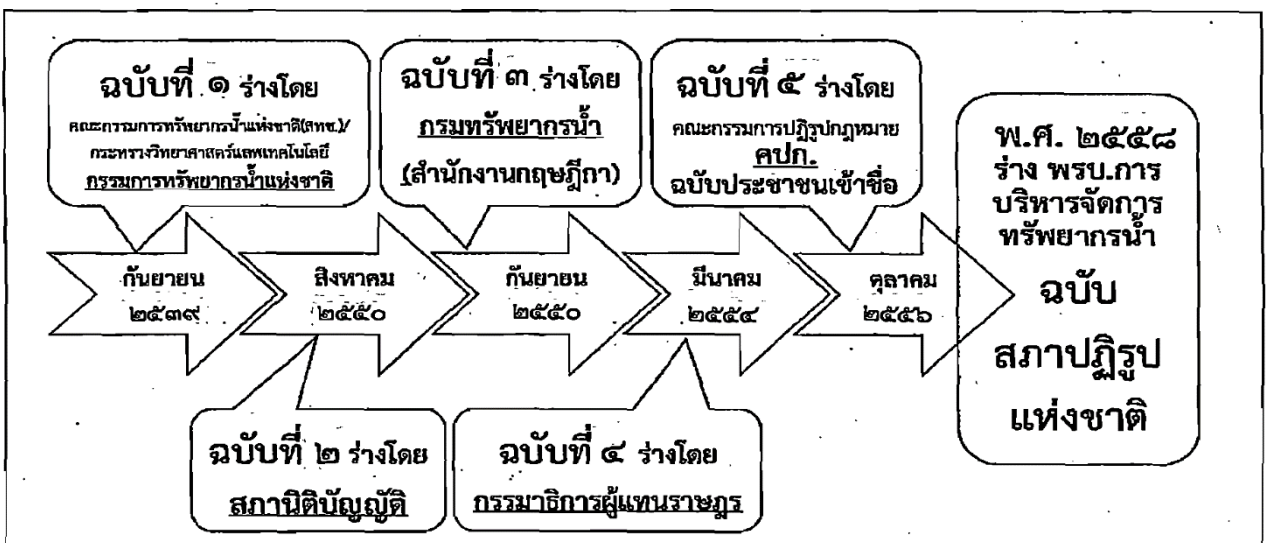 ฉบับที่ ๑ ร่างโดย
คณะกรรมการทรัพยากรน้ำแห่งชาติ(สทช.)/
กระทรวงวิทยาศาสตร์และเทคโนโลยี
กรรมการทรัพยากรน้ำแห่งชาติ
ฉบับที่ ๓ ร่างโดย
กรมทรัพยากรน้ำ
(สำนักงานกฤษฎีกา)
ฉบับที่ ๕ ร่างโดย
คณะกรรมการปฏิรูปกฎหมาย
คปก.
ฉบับประชาชนเข้าชื่อ
กันยายน
๒๕๓๙
สิงหาคม
๒๕๕๐
กันยายน
๒๕๕๐
มีนาคม
๒๕๕๔
ตุลาคม
๒๕๕๖
พ.ศ. ๒๕๕๘
ร่าง พรบ.การ
บริหารจัดการ
ทรัพยากรน้ำ
ฉบับ
สภาปฏิรูป
แห่งชาติ
ฉบับที่ ๒ ร่างโดย
สภานิติบัญญัติ
ฉบับที่ ๔ ร่างโดย
กรรมาธิการผู้แทนราษฎร